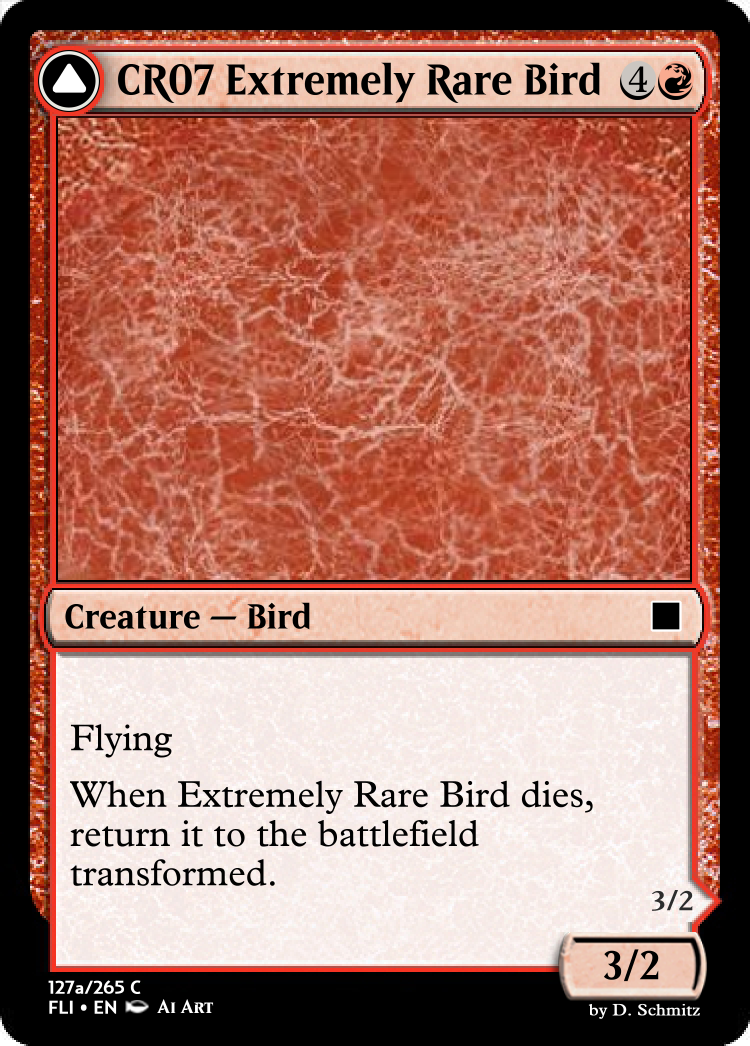 CR07 Extremely Rare Bird 4
Creature — Bird
Flying
When Extremely Rare Bird dies,
return it to the battlefield
transformed.
3/2
3/2
127a/265 C
FLI • EN AI ART
by D. Schmitz